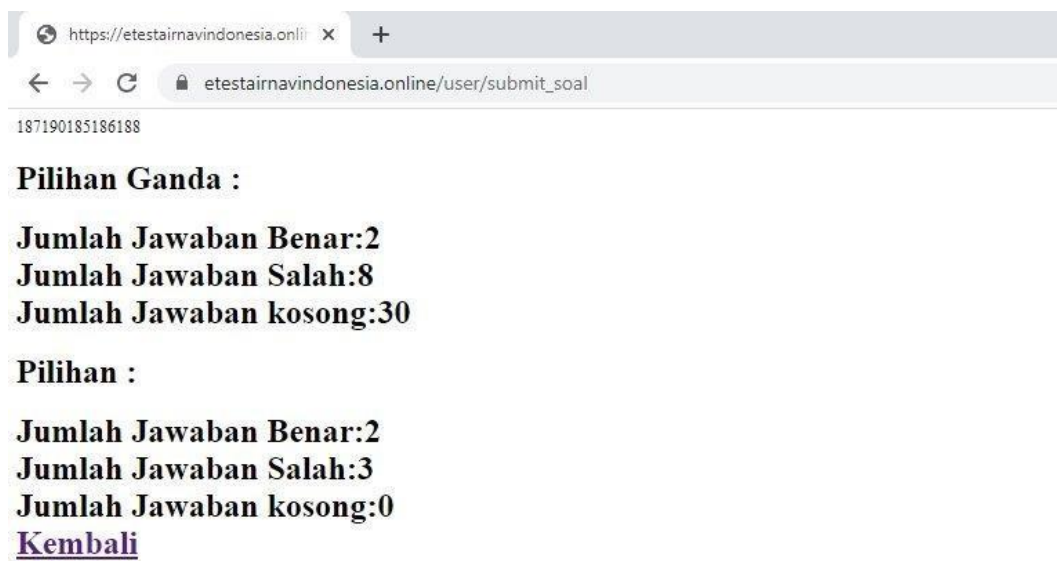 https://etestairnavindonesia.onlin
etestairnavindonesia.online/user/submit_soal
187190185186188
Pilihan Ganda :
Jumlah Jawaban Benar:2
Jumlah Jawaban Salah:8
Jumlah Jawaban kosong:30
Pilihan :
Jumlah Jawaban Benar:2
Jumlah Jawaban Salah:3
Jumlah Jawaban kosong:0
Kembali